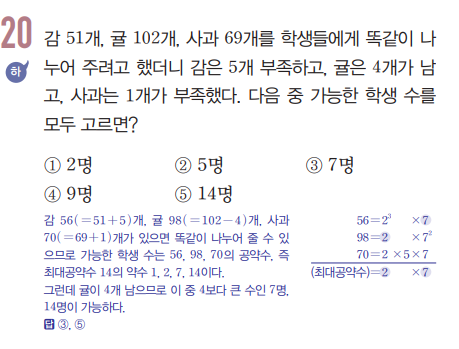 20
하
감 51개, 귤 102개, 사과 69개를 학생들에게 똑같이 나
누어 주려고 했더니 감은 5개 부족하고, 귤은 4개가 남
고, 사과는 1개가 부족했다. 다음 중 가능한 학생 수를
모두 고르면?
① 2명 ② 5명 ③ 7명
④ 9명 ⑤ 14명
감 56(=51+5)개, 귤 98(=102-4)개, 사과
70(=69+1)개가 있으면 똑같이 나누어 줄 수 있
으므로 가능한 학생 수는 56, 98, 70의 공약수, 즉
최대공약수 14의 약수 1, 2, 7, 14이다.
그런데 귤이 4개 남으므로 이 중 4보다 큰 수인 7명,
14명이 가능하다.
답 ③, ⑤
56=2³ ×7
98=2 ×7²
70=2 ×5×7
(최대공약수)=2 ×7